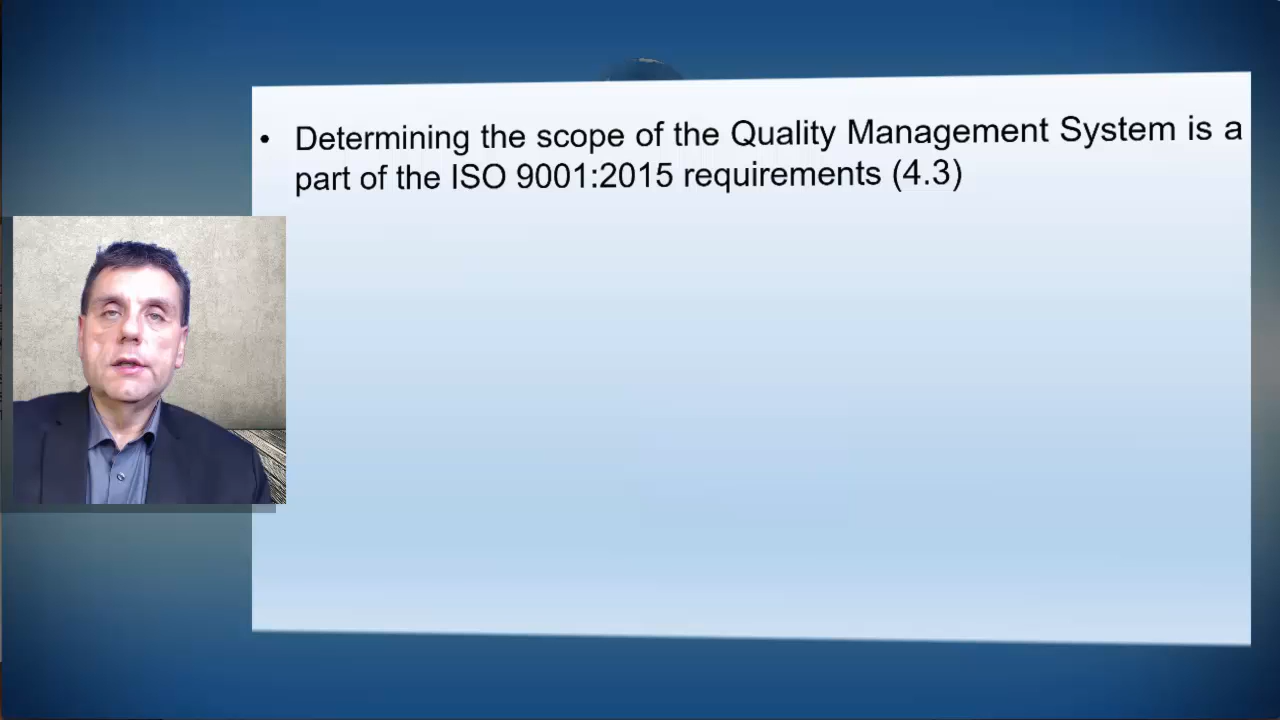 • Determining the scope of the Quality Management System is a
part of the ISO 9001:2015 requirements (4.3)